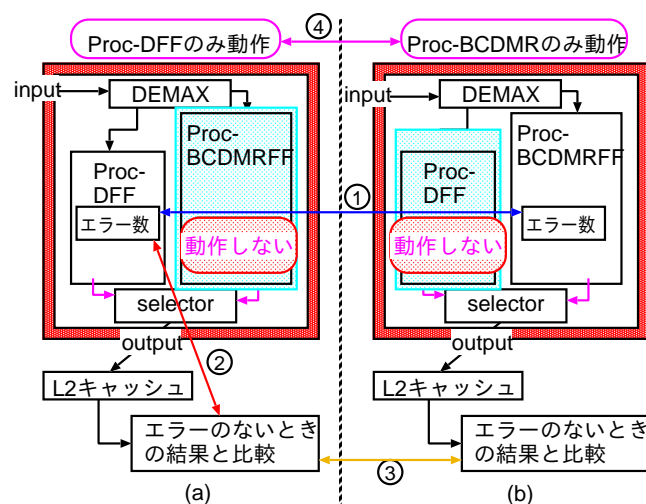 Proc-DFFのみ動作
④
Proc-BCDMRのみ動作
input
DEMAX
Proc-
BCDMRFF
Proc-
DFF
エラー数
動作しない
selector
output
L2キャッシュ
エラーのないとき
の結果と比較
(a)
①
②
③
input
DEMAX
Proc-
BCDMRFF
Proc-
DFF
エラー数
動作しない
selector
output
L2キャッシュ
エラーのないとき
の結果と比較
(b)